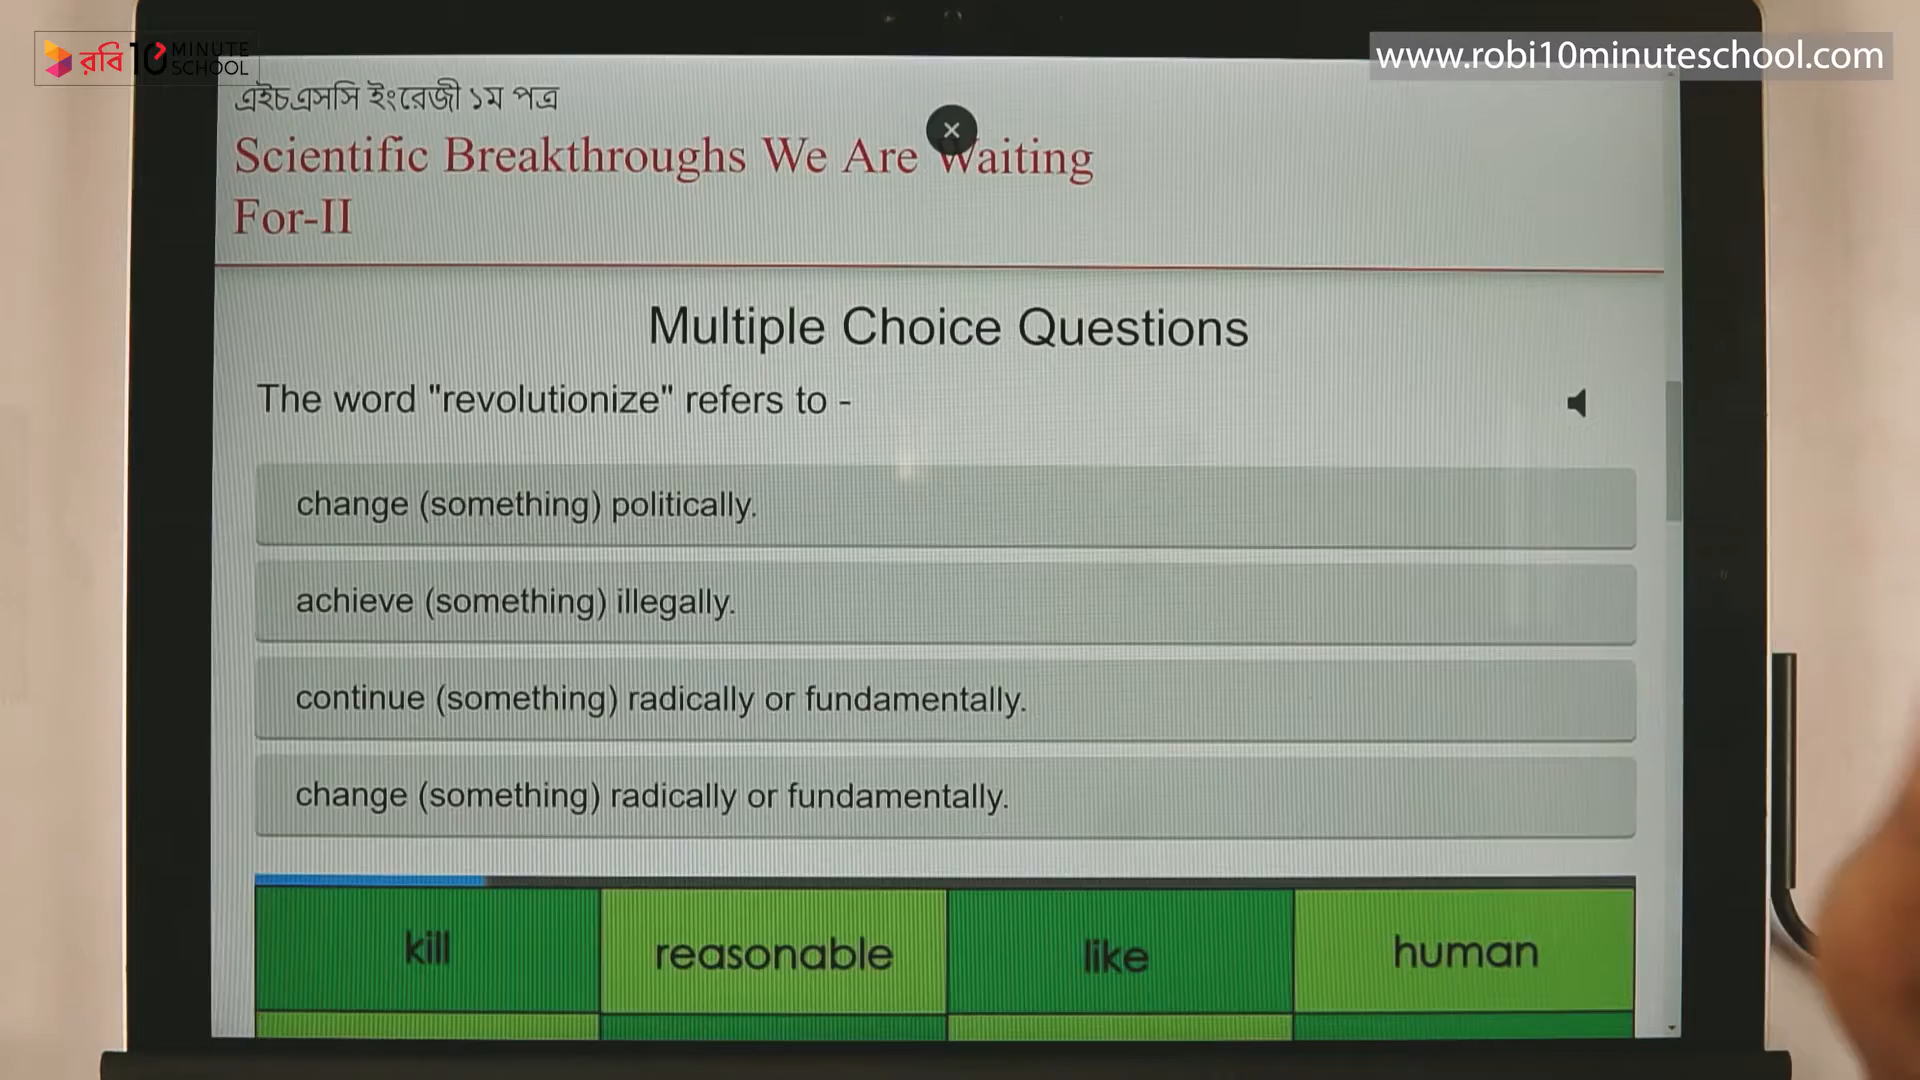 রবি 10 MINUTE SCHOOL
www.robi10minuteschool.com
এইচএসসি ইংরেজী ১ম পত্র
Scientific Breakthroughs We Are Waiting
For-II
Multiple Choice Questions
The word "revolutionize" refers to -
change (something) politically.
achieve (something) illegally.
continue (something) radically or fundamentally.
change (something) radically or fundamentally.
kill reasonable like human